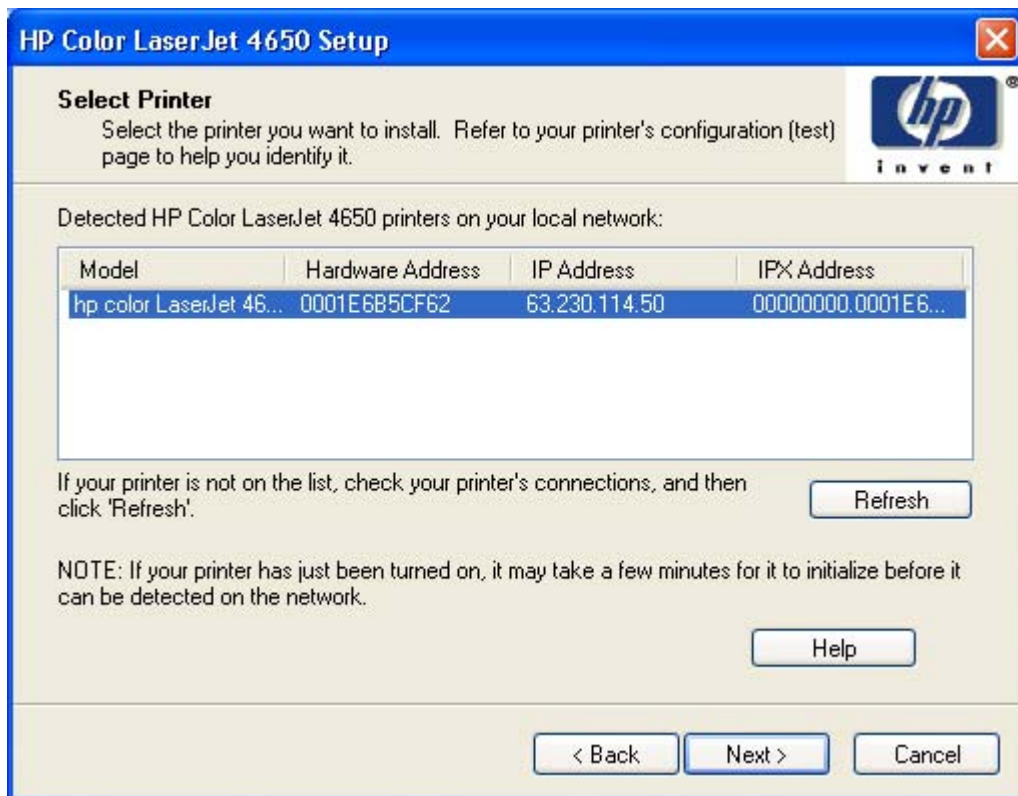 HP Color LaserJet 4650 Setup
Select Printer
Select the printer you want to install. Refer to your printer's configuration (test)
page to help you identify it.
hp ®
invent
Detected HP Color LaserJet 4650 printers on your local network:
Model Hardware Address IP Address IPX Address
hp color LaserJet 46... 0001E6B5CF62 63.230.114.50 00000000.0001E6...
If your printer is not on the list, check your printer's connections, and then
click 'Refresh'.
Refresh
NOTE: If your printer has just been turned on, it may take a few minutes for it to initialize before it
can be detected on the network.
Help
< Back Next > Cancel